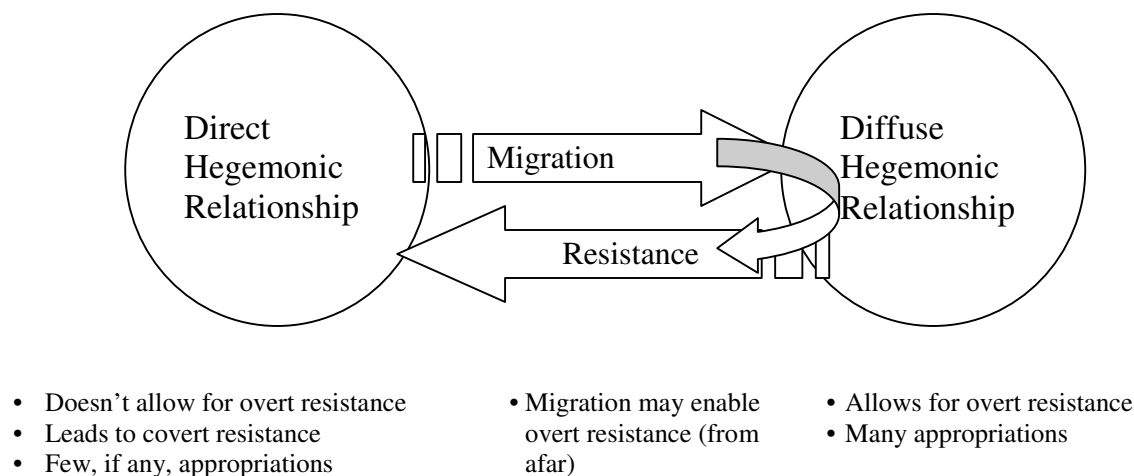 Direct
Hegemonic
Relationship
Migration
Resistance
Diffuse
Hegemonic
Relationship
• Doesn't allow for overt resistance
• Leads to covert resistance
• Few, if any, appropriations
• Migration may enable
overt resistance (from
afar)
• Allows for overt resistance
• Many appropriations